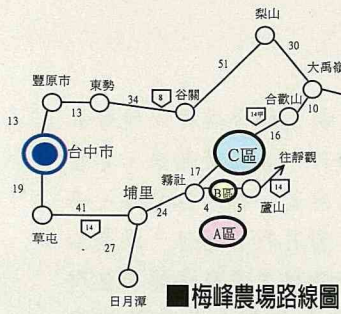 梨山
51
30
大禹嶺
豐原市
東勢
34
8
谷關
14甲
合歡山
10
13
13
16
台中市
C區
往靜觀
19
17
霧社
B區
14
埔里
4
5
廬山
41
24
A區
草屯
14
27
日月潭
■梅峰農場路線圖